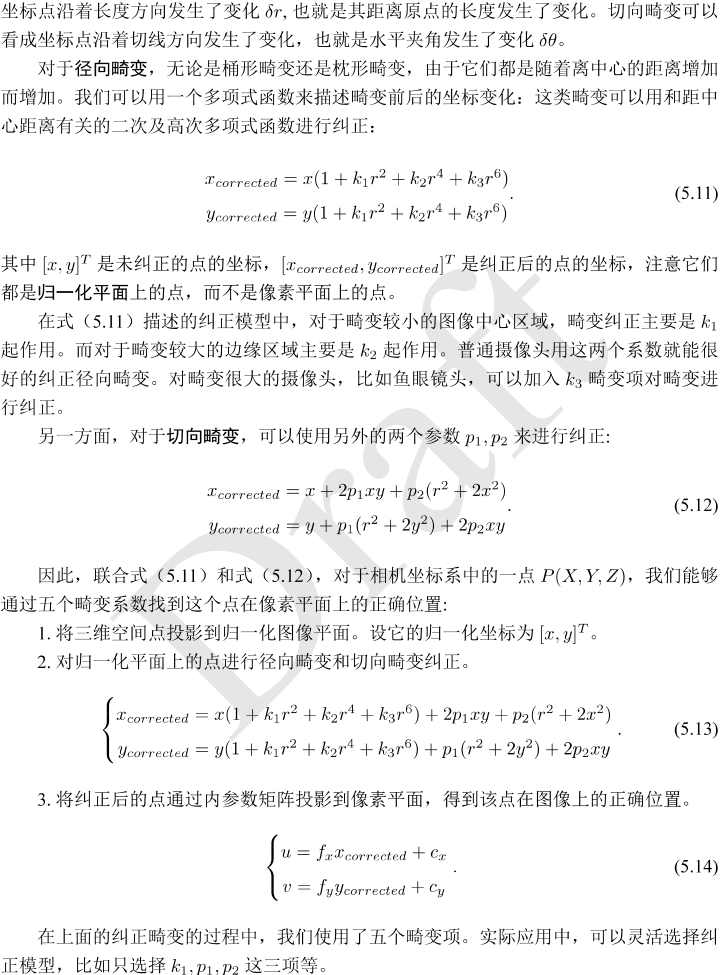 坐标点沿着长度方向发生了变化 δr, 也就是其距离原点的长度发生了变化。切向畸变可以
看成坐标点沿着切线方向发生了变化，也就是水平夹角发生了变化 δθ。
对于径向畸变，无论是桶形畸变还是枕形畸变，由于它们都是随着离中心的距离增加
而增加。我们可以用一个多项式函数来描述畸变前后的坐标变化：这类畸变可以用和距中
心距离有关的二次及高次多项式函数进行纠正：
x_{corrected} = x(1 + k_1r^2 + k_2r^4 + k_3r^6)
y_{corrected} = y(1 + k_1r^2 + k_2r^4 + k_3r^6) . (5.11)
其中 [x, y]^T 是未纠正的点的坐标，[x_{corrected}, y_{corrected}]^T 是纠正后的点的坐标，注意它们
都是归一化平面上的点，而不是像素平面上的点。
在式（5.11）描述的纠正模型中，对于畸变较小的图像中心区域，畸变纠正主要是 k_1
起作用。而对于畸变较大的边缘区域主要是 k_2 起作用。普通摄像头用这两个系数就能很
好的纠正径向畸变。对畸变很大的摄像头，比如鱼眼镜头，可以加入 k_3 畸变项对畸变进
行纠正。
另一方面，对于切向畸变，可以使用另外的两个参数 p_1, p_2 来进行纠正:
x_{corrected} = x + 2p_1xy + p_2(r^2 + 2x^2)
y_{corrected} = y + p_1(r^2 + 2y^2) + 2p_2xy . (5.12)
因此，联合式（5.11）和式（5.12），对于相机坐标系中的一点 P(X, Y, Z)，我们能够
通过五个畸变系数找到这个点在像素平面上的正确位置:
1. 将三维空间点投影到归一化图像平面。设它的归一化坐标为 [x, y]^T。
2. 对归一化平面上的点进行径向畸变和切向畸变纠正。
x_{corrected} = x(1 + k_1r^2 + k_2r^4 + k_3r^6) + 2p_1xy + p_2(r^2 + 2x^2)
y_{corrected} = y(1 + k_1r^2 + k_2r^4 + k_3r^6) + p_1(r^2 + 2y^2) + 2p_2xy . (5.13)
3. 将纠正后的点通过内参数矩阵投影到像素平面，得到该点在图像上的正确位置。
u = f_xx_{corrected} + c_x
v = f_yy_{corrected} + c_y . (5.14)
在上面的纠正畸变的过程中，我们使用了五个畸变项。实际应用中，可以灵活选择纠
正模型，比如只选择 k_1, p_1, p_2 这三项等。
Draft